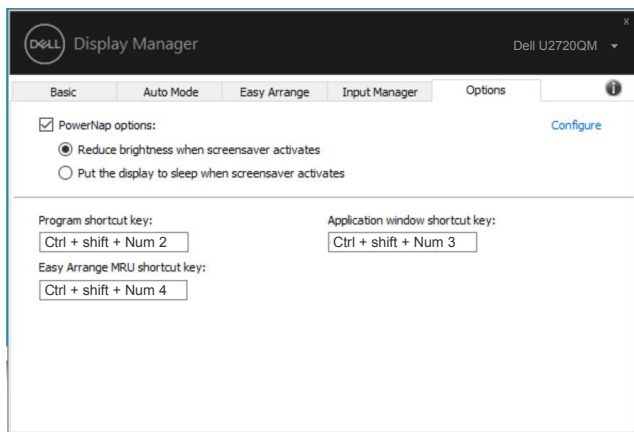 x
DELL Display Manager
Dell U2720QM
Basic Auto Mode Easy Arrange Input Manager Options i
PowerNap options: Configure
Reduce brightness when screensaver activates
Put the display to sleep when screensaver activates
Program shortcut key: Application window shortcut key:
Ctrl + shift + Num 2 Ctrl + shift + Num 3
Easy Arrange MRU shortcut key:
Ctrl + shift + Num 4